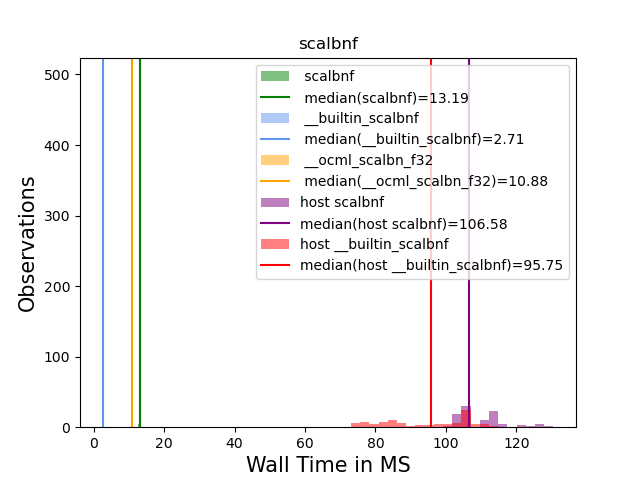 scalbnf
500
400
300
200
100
0
Observations
scalbnf
median(scalbnf)=13.19
__builtin_scalbnf
median(__builtin_scalbnf)=2.71
__ocml_scalbn_f32
median(__ocml_scalbn_f32)=10.88
host scalbnf
median(host scalbnf)=106.58
host __builtin_scalbnf
median(host __builtin_scalbnf)=95.75
0 20 40 60 80 100 120
Wall Time in MS